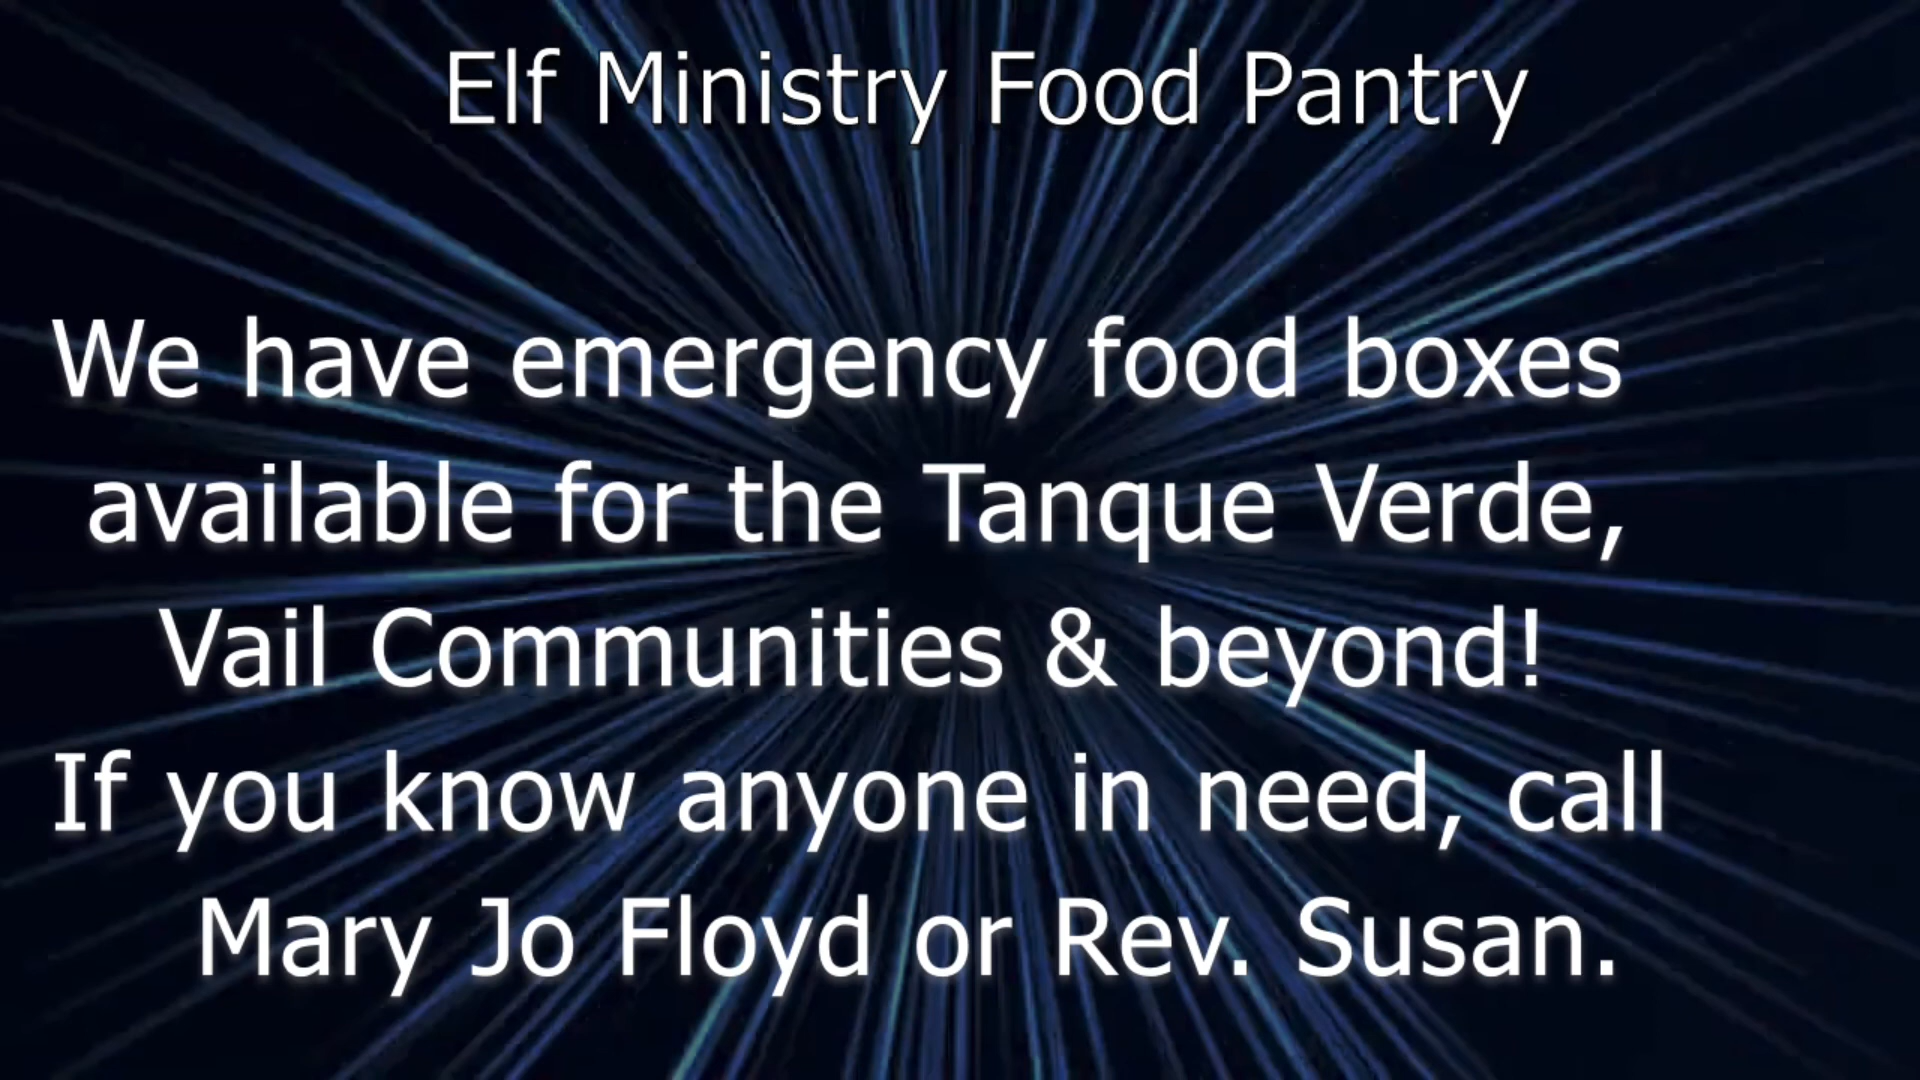 Elf Ministry Food Pantry
We have emergency food boxes
available for the Tanque Verde,
Vail Communities & beyond!
If you know anyone in need, call
Mary Jo Floyd or Rev. Susan.